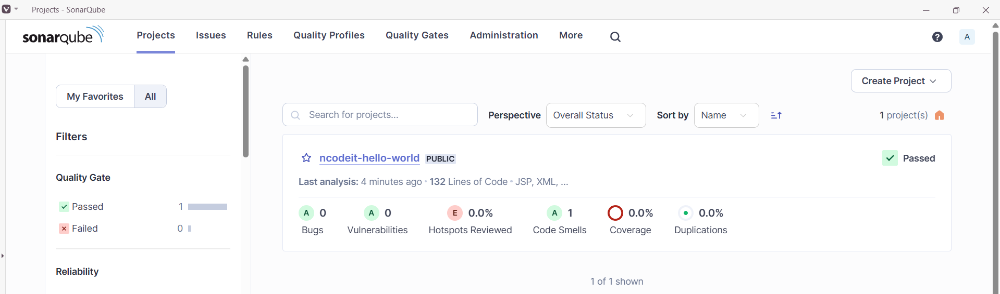 Projects - SonarQube
sonarqube Projects Issues Rules Quality Profiles Quality Gates Administration More ? A
My Favorites All
Filters
Quality Gate
Passed 1
Failed 0
Reliability
Create Project
Search for projects... Perspective Overall Status Sort by Name 1 project(s)
ncodeit-hello-world PUBLIC Passed
Last analysis: 4 minutes ago • 132 Lines of Code • JSP, XML, ...
A 0 A 0 E 0.0% A 1 0.0% 0.0%
Bugs Vulnerabilities Hotspots Reviewed Code Smells Coverage Duplications
1 of 1 shown